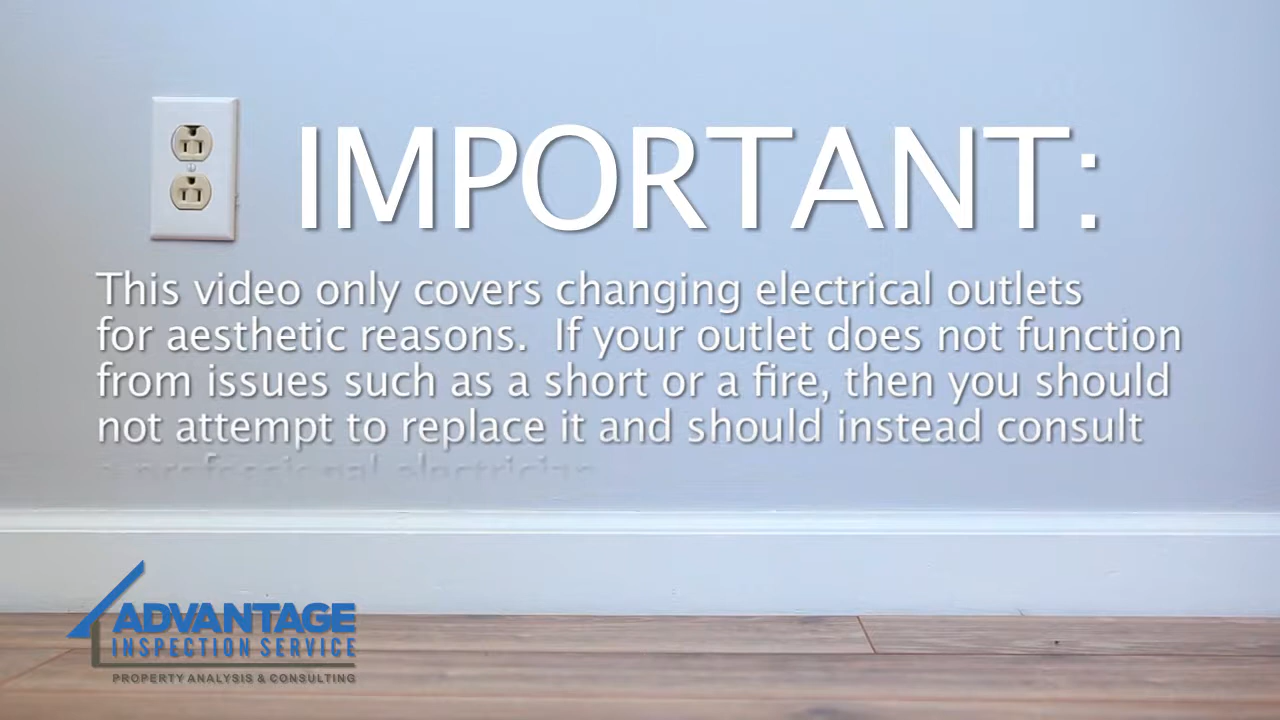 IMPORTANT:
This video only covers changing electrical outlets
for aesthetic reasons.  If your outlet does not function
from issues such as a short or a fire, then you should
not attempt to replace it and should instead consult
ADVANTAGE
INSPECTION SERVICE
PROPERTY ANALYSIS & CONSULTING